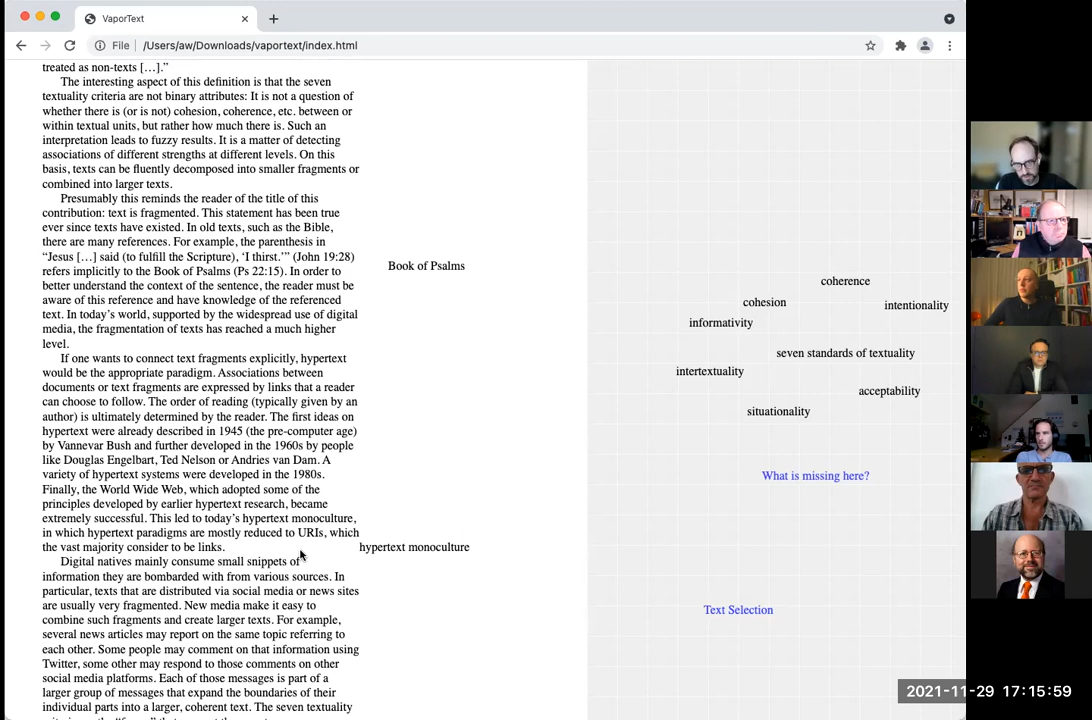 VaporText
File
/Users/aw/Downloads/vaportext/index.html
treated as non-texts […].”
The interesting aspect of this definition is that the seven
textuality criteria are not binary attributes: It is not a question of
whether there is (or is not) cohesion, coherence, etc. between or
within textual units, but rather how much there is. Such an
interpretation leads to fuzzy results. It is a matter of detecting
associations of different strengths at different levels. On this
basis, texts can be fluently decomposed into smaller fragments or
combined into larger texts.
Presumably this reminds the reader of the title of this
contribution: text is fragmented. This statement has been true
ever since texts have existed. In old texts, such as the Bible,
there are many references. For example, the parenthesis in
“Jesus […] said (to fulfill the Scripture), ‘I thirst.’” (John 19:28)
refers implicitly to the Book of Psalms (Ps 22:15). In order to
better understand the context of the sentence, the reader must be
aware of this reference and have knowledge of the referenced
text. In today’s world, supported by the widespread use of digital
media, the fragmentation of texts has reached a much higher
level.
If one wants to connect text fragments explicitly, hypertext
would be the appropriate paradigm. Associations between
documents or text fragments are expressed by links that a reader
can choose to follow. The order of reading (typically given by an
author) is ultimately determined by the reader. The first ideas on
hypertext were already described in 1945 (the pre-computer age)
by Vannevar Bush and further developed in the 1960s by people
like Douglas Engelbart, Ted Nelson or Andries van Dam. A
variety of hypertext systems were developed in the 1980s.
Finally, the World Wide Web, which adopted some of the
principles developed by earlier hypertext research, became
extremely successful. This led to today’s hypertext monoculture,
in which hypertext paradigms are mostly reduced to URIs, which
the vast majority consider to be links.
Digital natives mainly consume small snippets of
information they are bombarded with from various sources. In
particular, texts that are distributed via social media or news sites
are usually very fragmented. New media make it easy to
combine such fragments and create larger texts. For example,
several news articles may report on the same topic referring to
each other. Some people may comment on that information using
Twitter, some other may respond to those comments on other
social media platforms. Each of those messages is part of a
larger group of messages that expand the boundaries of their
individual parts into a larger, coherent text. The seven textuality
Book of Psalms
hypertext monoculture
coherence
cohesion
intentionality
informativity
seven standards of textuality
intertextuality
acceptability
situationality
What is missing here?
Text Selection
2021-11-29 17:15:59